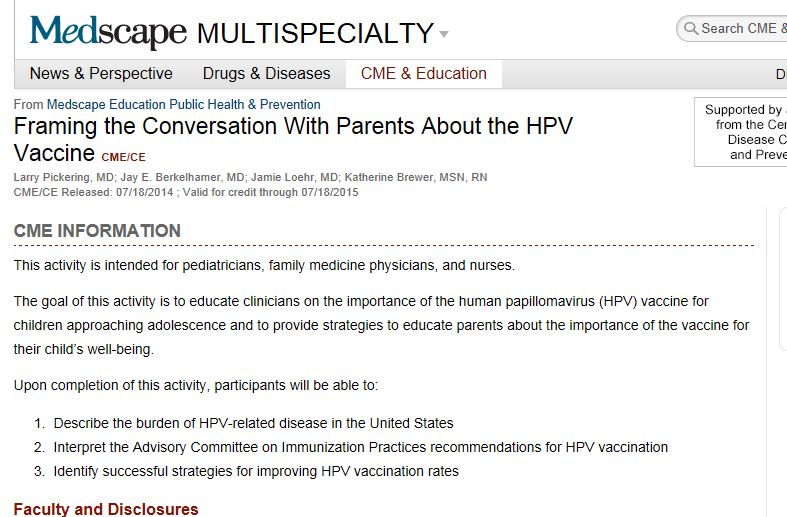 Medscape MULTISPECIALTY
Search CME &
News & Perspective Drugs & Diseases CME & Education
From Medscape Education Public Health & Prevention
Framing the Conversation With Parents About the HPV
Vaccine CME/CE
Larry Pickering, MD; Jay E. Berkelhamer, MD; Jamie Loehr, MD; Katherine Brewer, MSN, RN
CME/CE Released: 07/18/2014 ; Valid for credit through 07/18/2015
Supported by
from the Cen
Disease C
and Preve
CME INFORMATION
This activity is intended for pediatricians, family medicine physicians, and nurses.
The goal of this activity is to educate clinicians on the importance of the human papillomavirus (HPV) vaccine for
children approaching adolescence and to provide strategies to educate parents about the importance of the vaccine for
their child's well-being.
Upon completion of this activity, participants will be able to:
1. Describe the burden of HPV-related disease in the United States
2. Interpret the Advisory Committee on Immunization Practices recommendations for HPV vaccination
3. Identify successful strategies for improving HPV vaccination rates
Faculty and Disclosures